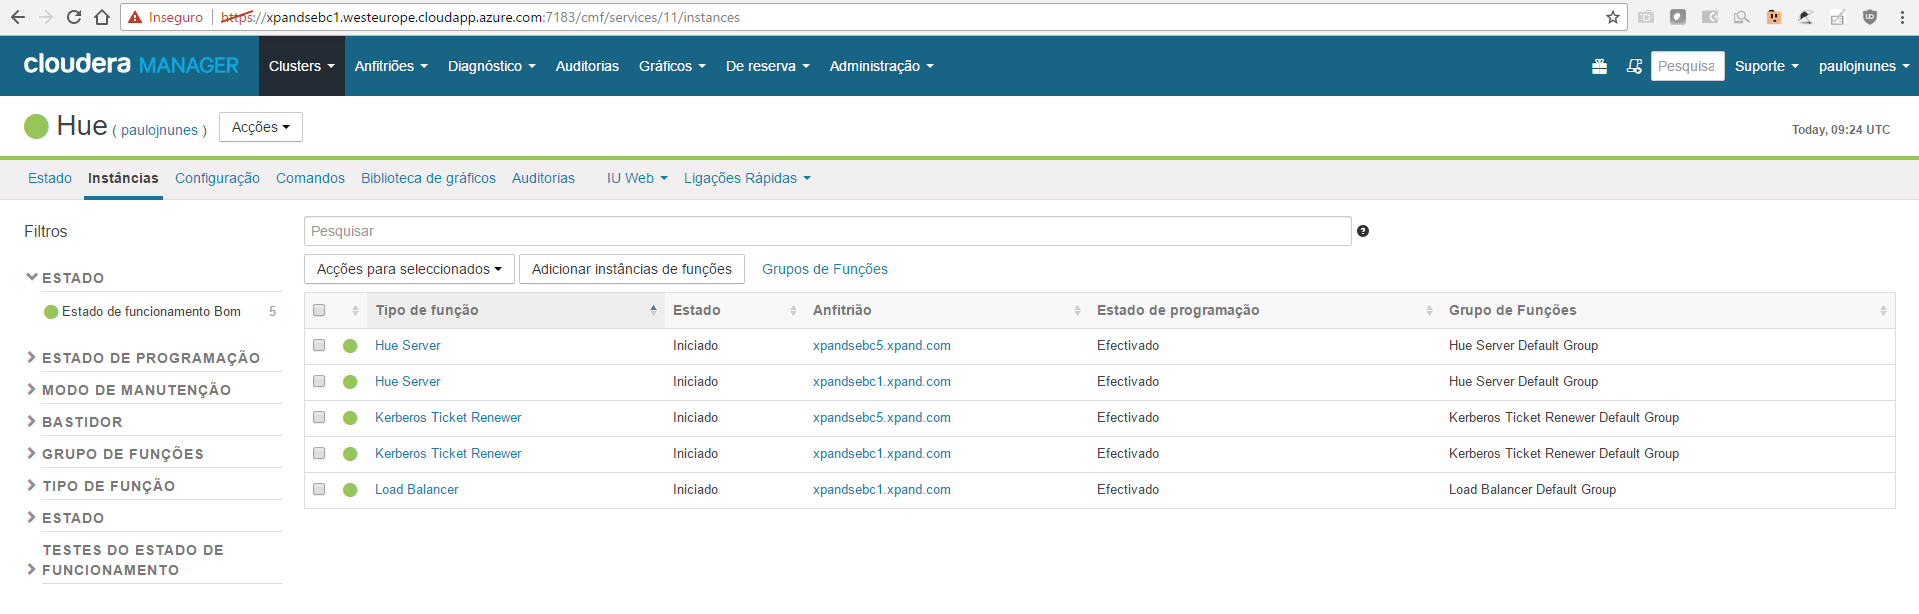 Inseguro https://xpandsebc1.westeurope.cloudapp.azure.com:7183/cmf/services/11/instances
cloudera MANAGER Clusters Anfitriões Diagnóstico Auditorias Gráficos De reserva Administração Pesquisa Suporte paulojnunes
Hue ( paulojnunes ) Acções Today, 09:24 UTC
Estado Instâncias Configuração Comandos Biblioteca de gráficos Auditorias IU Web Ligações Rápidas
Filtros
ESTADO
Estado de funcionamento Bom 5
ESTADO DE PROGRAMAÇÃO
MODO DE MANUTENÇÃO
BASTIDOR
GRUPO DE FUNÇÕES
TIPO DE FUNÇÃO
ESTADO
TESTES DO ESTADO DE
FUNCIONAMENTO
Pesquisar ?
Acções para seleccionados Adicionar instâncias de funções Grupos de Funções
Tipo de função Estado Anfitrião Estado de programação Grupo de Funções
Hue Server Iniciado xpandsebc5.xpand.com Efectivado Hue Server Default Group
Hue Server Iniciado xpandsebc1.xpand.com Efectivado Hue Server Default Group
Kerberos Ticket Renewer Iniciado xpandsebc5.xpand.com Efectivado Kerberos Ticket Renewer Default Group
Kerberos Ticket Renewer Iniciado xpandsebc1.xpand.com Efectivado Kerberos Ticket Renewer Default Group
Load Balancer Iniciado xpandsebc1.xpand.com Efectivado Load Balancer Default Group